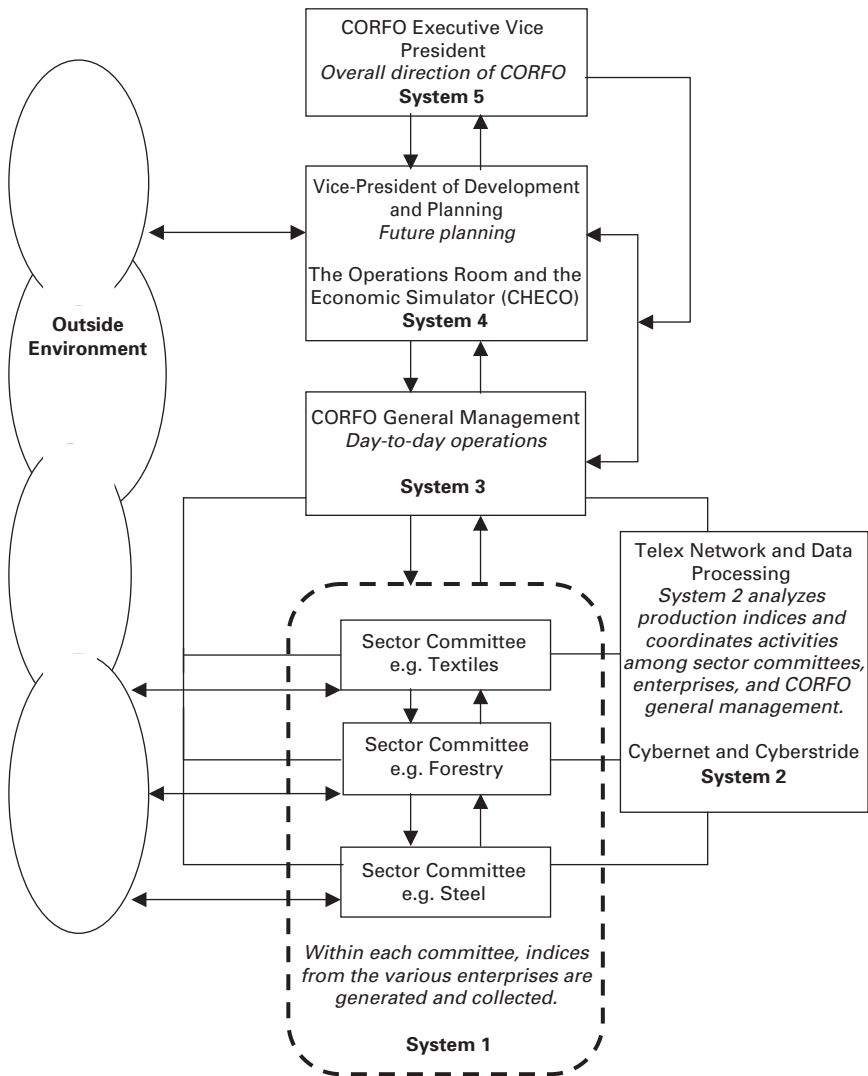 CORFO Executive Vice
President
Overall direction of CORFO
System 5
Vice-President of Development
and Planning
Future planning
The Operations Room and the
Economic Simulator (CHECO)
System 4
Outside
Environment
CORFO General Management
Day-to-day operations
System 3
Telex Network and Data
Processing
System 2 analyzes
production indices and
coordinates activities
among sector committees,
enterprises, and CORFO
general management.
Cybernet and Cyberstride
System 2
Sector Committee
e.g. Textiles
Sector Committee
e.g. Forestry
Sector Committee
e.g. Steel
Within each committee, indices
from the various enterprises are
generated and collected.
System 1